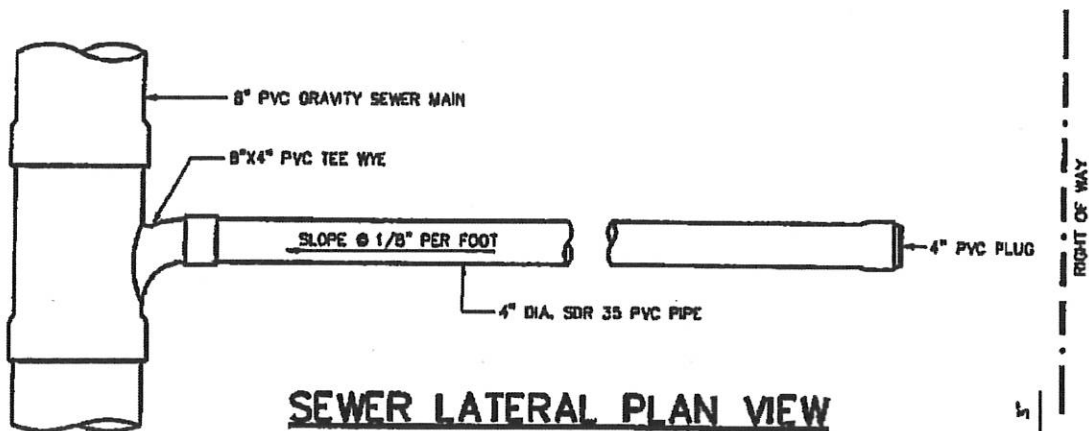 8" PVC GRAVITY SEWER MAIN
8"X4" PVC TEE WYE
SLOPE @ 1/8" PER FOOT
4" PVC PLUG
4" DIA. SDR 35 PVC PIPE
RIGHT OF WAY
SEWER LATERAL PLAN VIEW